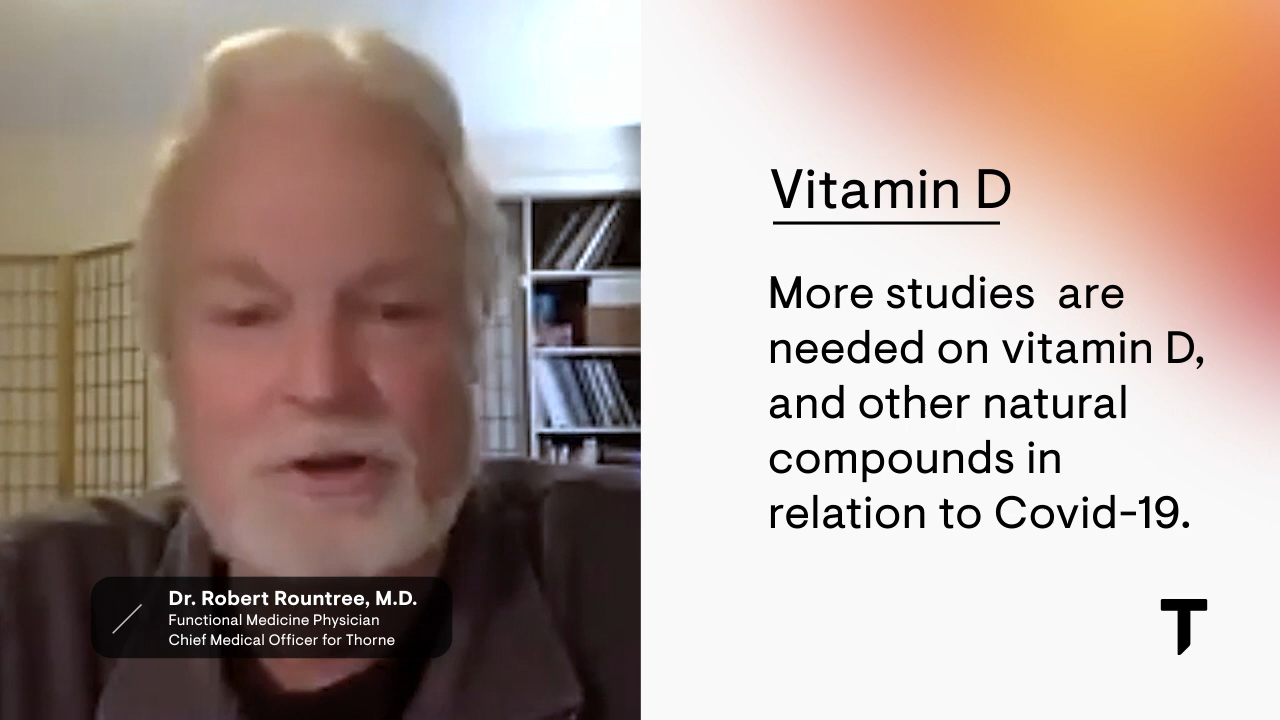 Dr. Robert Rountree, M.D.
Functional Medicine Physician
Chief Medical Officer for Thorne
Vitamin D
More studies are
needed on vitamin D,
and other natural
compounds in
relation to Covid-19.
T